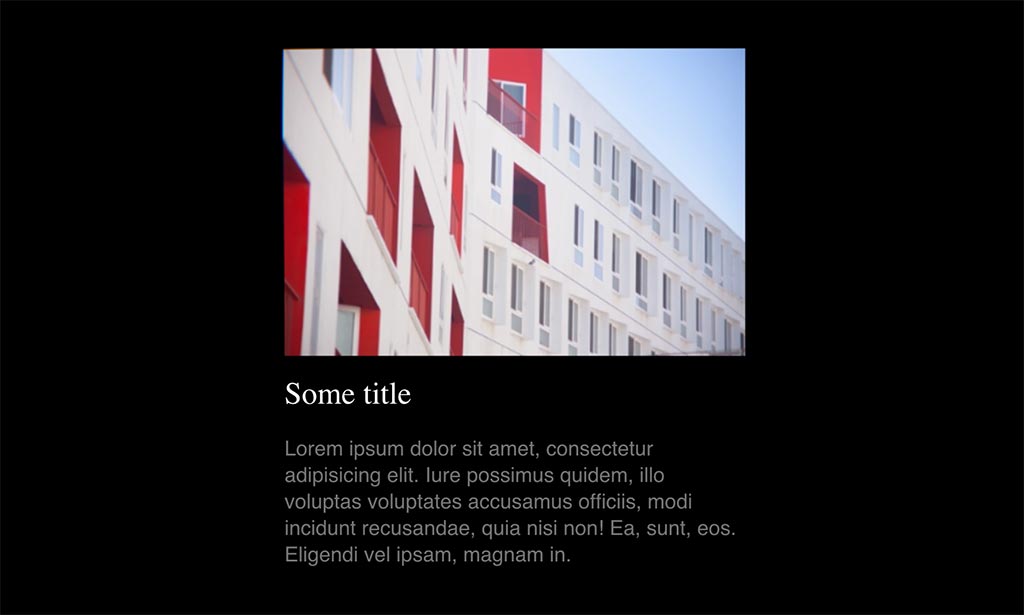 Some title
Lorem ipsum dolor sit amet, consectetur
adipisicing elit. Iure possimus quidem, illo
voluptas voluptates accusamus officiis, modi
incidunt recusandae, quia nisi non! Ea, sunt, eos.
Eligendi vel ipsam, magnam in.